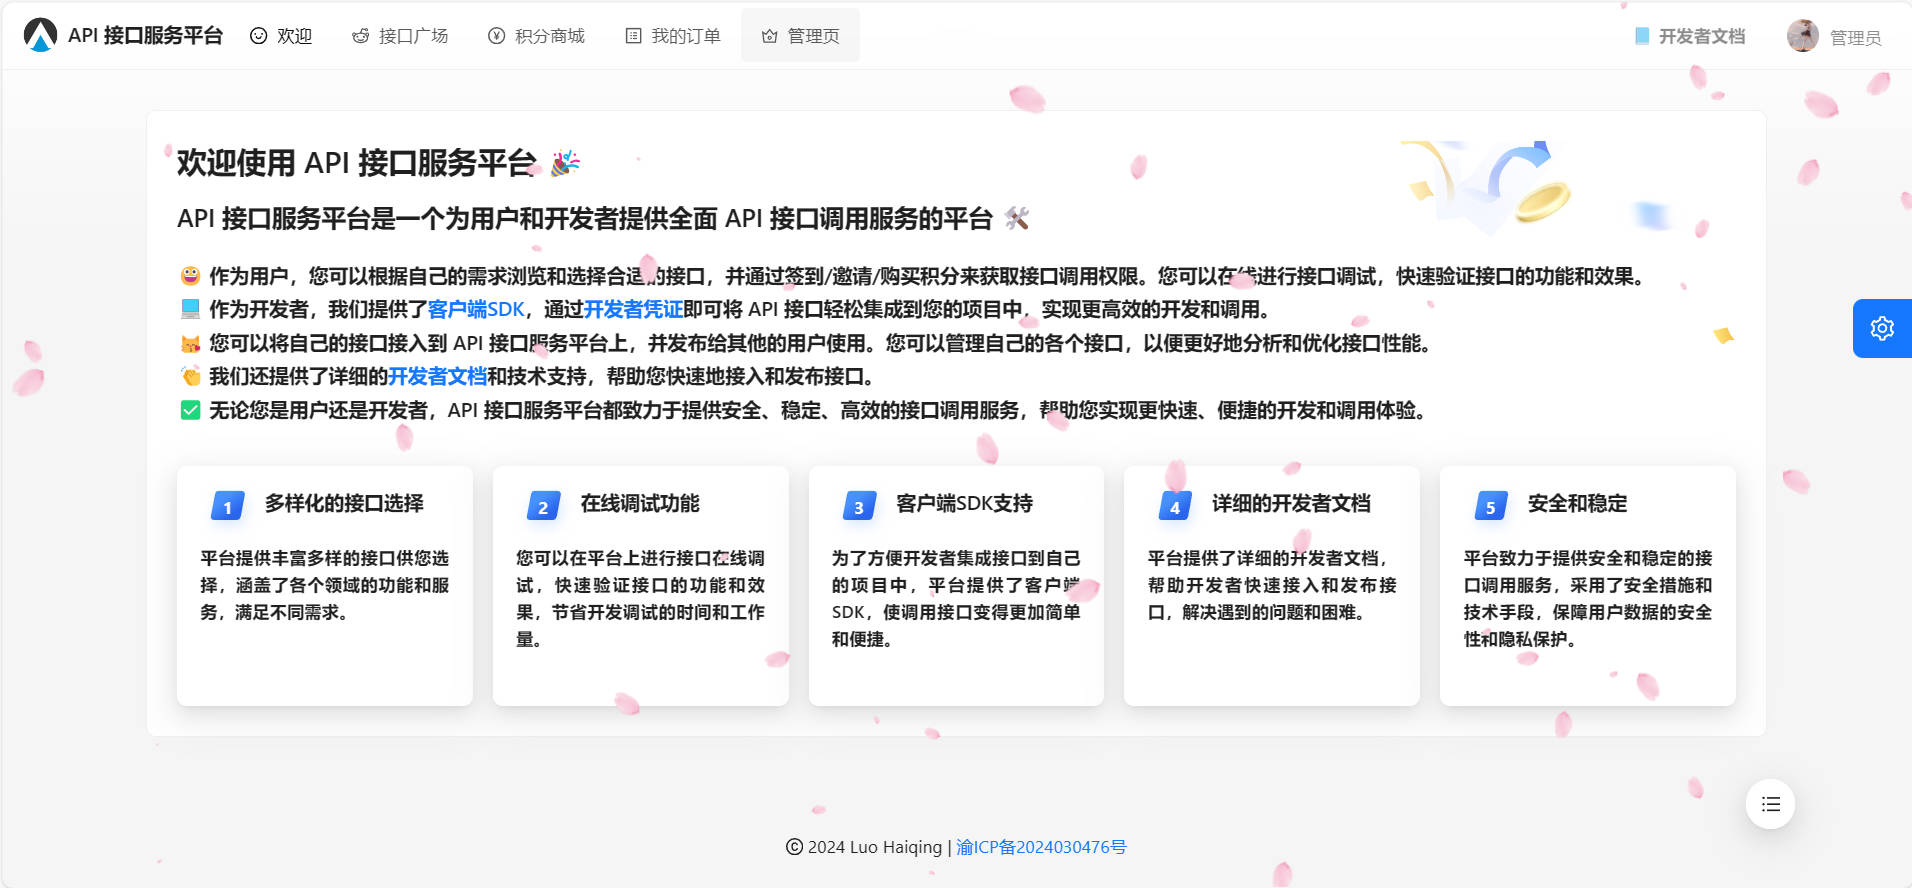 API 接口服务平台 欢迎 接口广场 积分商城 我的订单 管理页 开发者文档 管理员
欢迎使用 API 接口服务平台 🎉
API 接口服务平台是一个为用户和开发者提供全面 API 接口调用服务的平台 🛠
😀 作为用户，您可以根据自己的需求浏览和选择合适的接口，并通过签到/邀请/购买积分来获取接口调用权限。您可以在线进行接口调试，快速验证接口的功能和效果。
💻 作为开发者，我们提供了客户端SDK，通过开发者凭证即可将 API 接口轻松集成到您的项目中，实现更高效的开发和调用。
😽 您可以将自己的接口接入到 API 接口服务平台上，并发布给其他的用户使用。您可以管理自己的各个接口，以便更好地分析和优化接口性能。
👏 我们还提供了详细的开发者文档和技术支持，帮助您快速地接入和发布接口。
✅ 无论您是用户还是开发者，API 接口服务平台都致力于提供安全、稳定、高效的接口调用服务，帮助您实现更快速、便捷的开发和调用体验。
1 多样化的接口选择
平台提供丰富多样的接口供您选
择，涵盖了各个领域的功能和服
务，满足不同需求。
2 在线调试功能
您可以在平台上进行接口在线调
试，快速验证接口的功能和效
果，节省开发调试的时间和工作
量。
3 客户端SDK支持
为了方便开发者集成接口到自己
的项目中，平台提供了客户端
SDK，使调用接口变得更加简单
和便捷。
4 详细的开发者文档
平台提供了详细的开发者文档，
帮助开发者快速接入和发布接
口，解决遇到的问题和困难。
5 安全和稳定
平台致力于提供安全和稳定的接
口调用服务，采用了安全措施和
技术手段，保障用户数据的安全
性和隐私保护。
© 2024 Luo Haiqing | 渝ICP备2024030476号